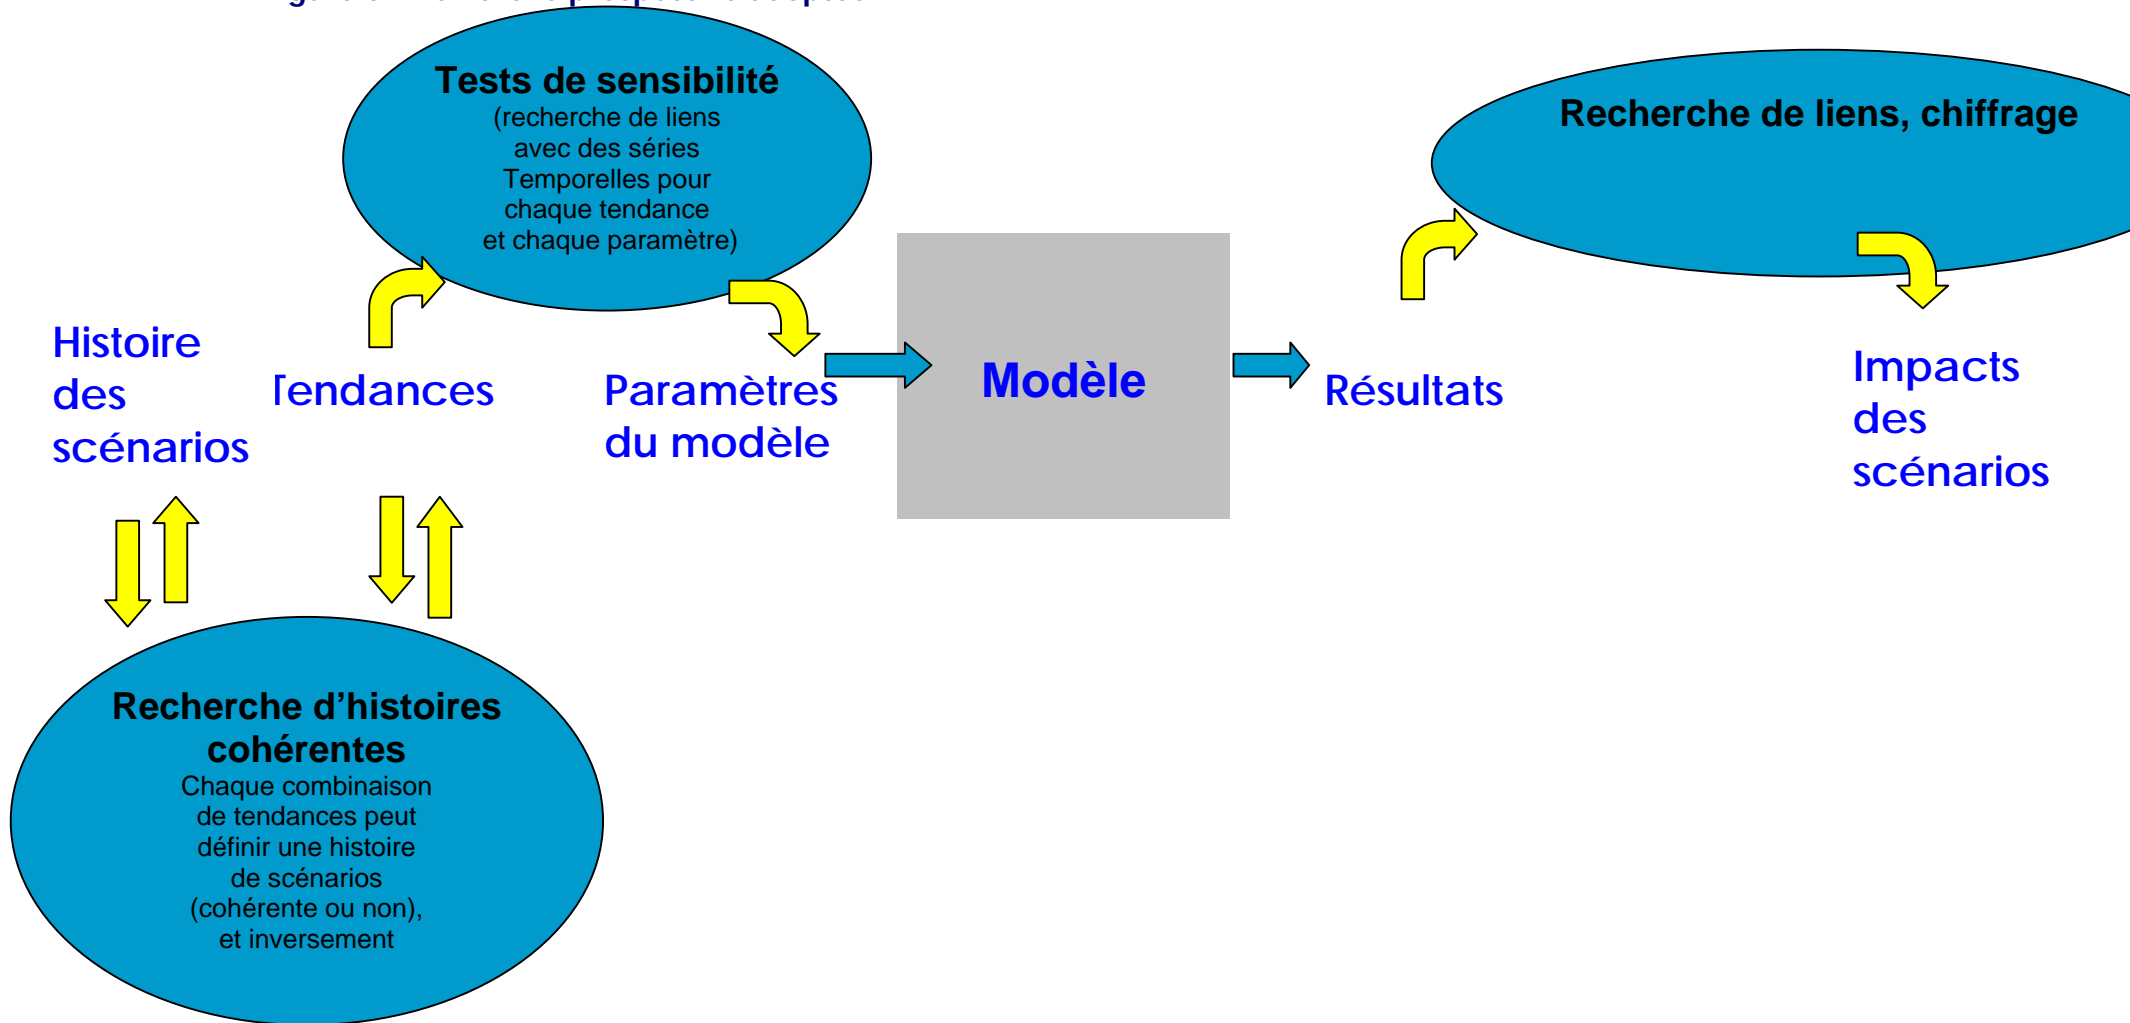 Tests de sensibilité
(recherche de liens
avec des séries
Temporelles pour
chaque tendance
et chaque paramètre)
Recherche de liens, chiffrage
Histoire
des
scénarios
Tendances
Paramètres
du modèle
Modèle
Résultats
Impacts
des
scénarios
Recherche d'histoires
cohérentes
Chaque combinaison
de tendances peut
définir une histoire
de scénarios
(cohérente ou non),
et inversement